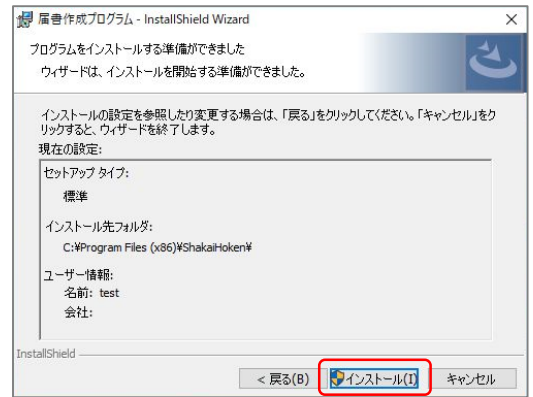 届書作成プログラム - InstallShield Wizard
プログラムをインストールする準備ができました
ウィザードは、インストールを開始する準備ができました。
インストールの設定を参照したり変更する場合は、「戻る」をクリックしてください。「キャンセル」をク
リックすると、ウィザードを終了します。
現在の設定:
セットアップ タイプ:
標準
インストール先フォルダ:
C:¥Program Files (x86)¥ShakaiHoken¥
ユーザー情報:
名前: test
会社:
InstallShield
< 戻る(B) インストール(I) キャンセル